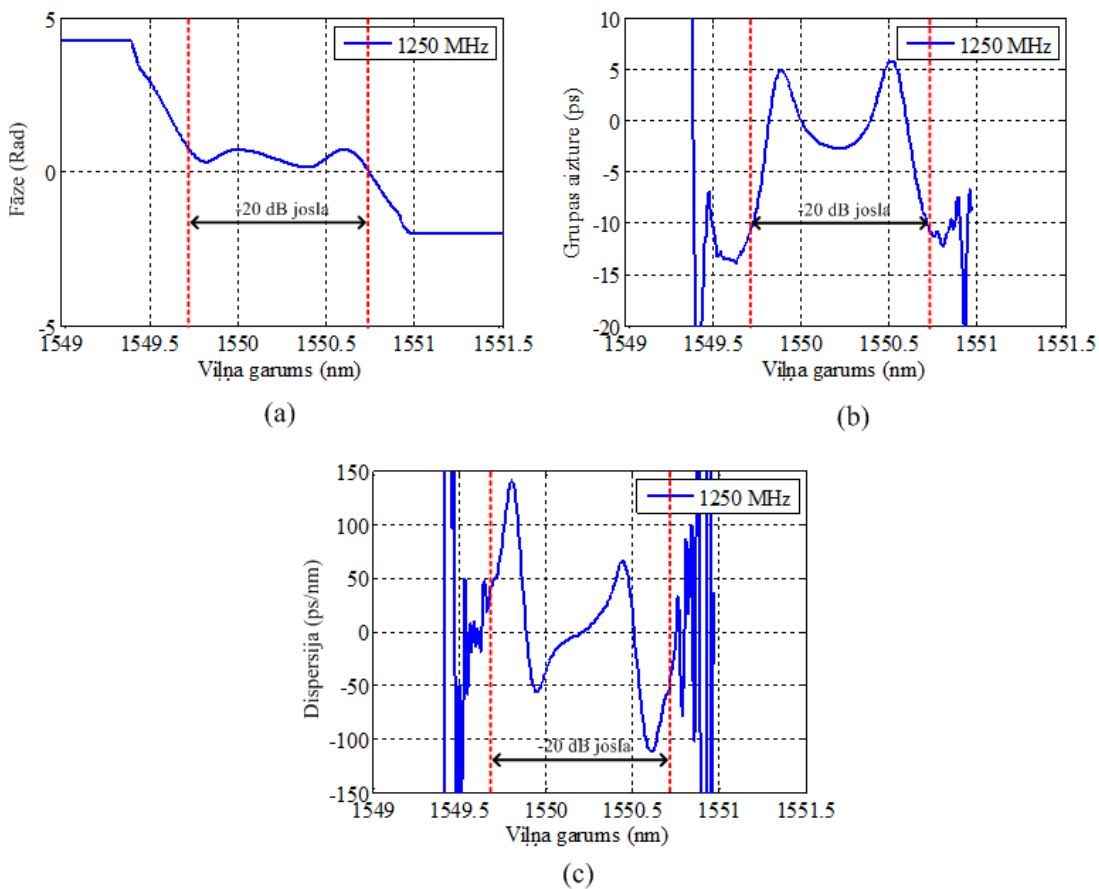 5
1250 MHz
Fāze (Rad)
0
-20 dB josla
-5
1549
1549.5
1550
1550.5
1551
1551.5
Viļņa garums (nm)
(a)
10
1250 MHz
5
Grupas aizture (ps)
0
-5
-10
-20 dB josla
-15
-20
1549
1549.5
1550
1550.5
1551
1551.5
Viļņa garums (nm)
(b)
150
1250 MHz
100
50
Dispersija (ps/nm)
0
-50
-100
-20 dB josla
-150
1549
1549.5
1550
1550.5
1551
1551.5
Viļņa garums (nm)
(c)